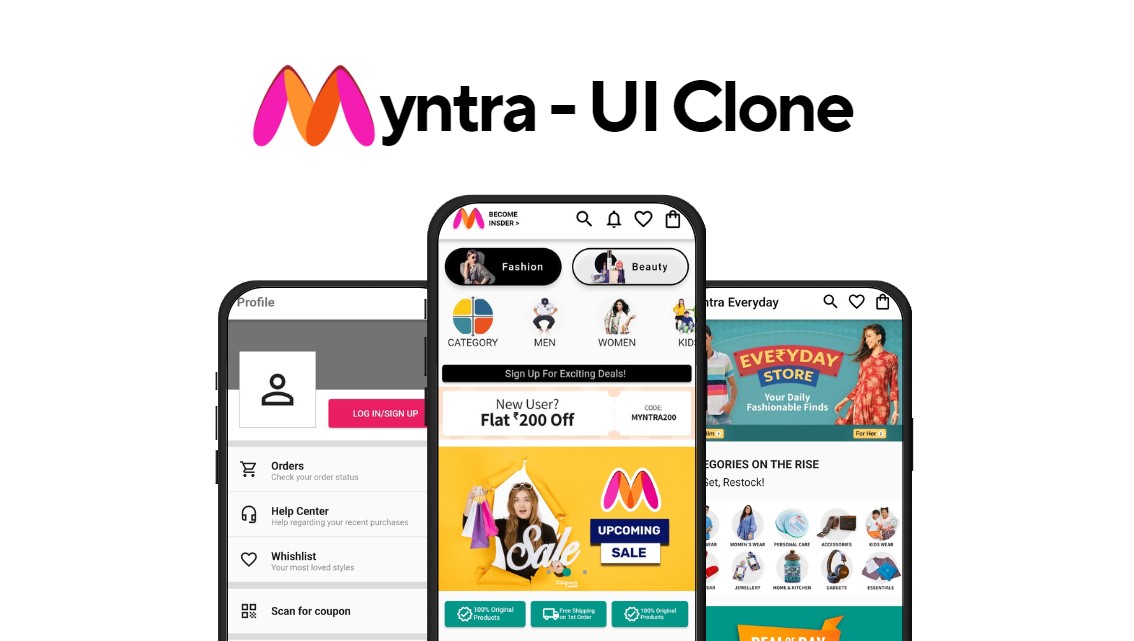 yntra - UI Clone
Profile
LOG IN/SIGN UP
Orders
Check your order status
Help Center
Help regarding your recent purchases
Whishlist
Your most loved styles
Scan for coupon
BECOME
INSDER >
Fashion
Beauty
CATEGORY
MEN
WOMEN
KIDS
Sign Up For Exciting Deals!
New User?
Flat ₹200 Off
CODE:
MYNTRA200
Sale
UPCOMING
SALE
100% Original
Products
Free Shipping
on 1st Order
100% Original
Products
ntra Everyday
EVE₹YDAY
STORE
Your Daily
Fashionable Finds
For Her >
EGORIES ON THE RISE
Set, Restock!
WEAR
WOMEN'S WEAR
PERSONAL CARE
ACCESSORIES
KIDS WEAR
WEAR
JEWELLERY
HOME & KITCHEN
GADGETS
ESSENTIALS
DEAL OF DAY